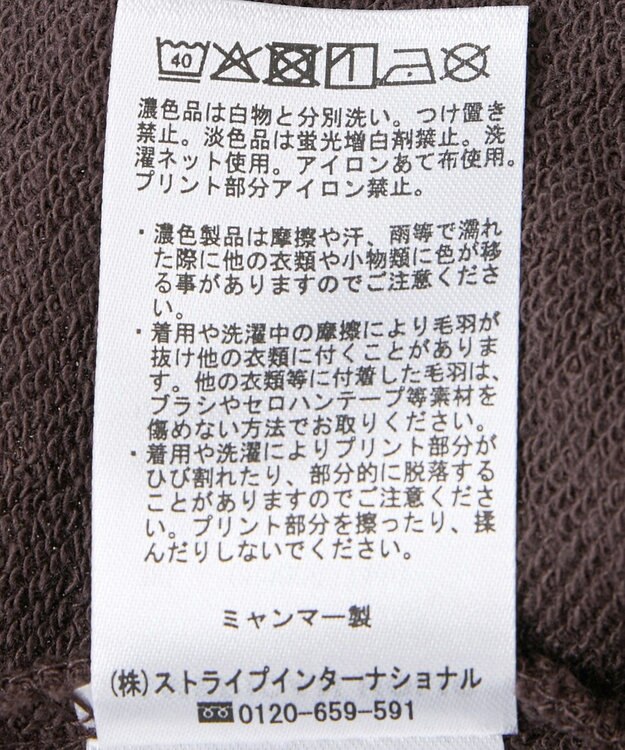 40
濃色品は白物と分別洗い。つけ置き
禁止。淡色品は蛍光増白剤禁止。洗
濯ネット使用。アイロンあて布使用。
プリント部分アイロン禁止。
・濃色製品は摩擦や汗、雨等で濡れ
た際に他の衣類や小物類に色が移
る事がありますのでご注意くださ
い。
・着用や洗濯中の摩擦により毛羽が
抜け他の衣類に付くことがありま
す。他の衣類等に付着した毛羽は、
ブラシやセロハンテープ等素材を
傷めない方法でお取りください。
・着用や洗濯によりプリント部分が
ひび割れたり、部分的に脱落する
ことがありますのでご注意くださ
い。プリント部分を擦ったり、揉
んだりしないでください。
ミャンマー製
(株)ストライプインターナショナル
0120-659-591